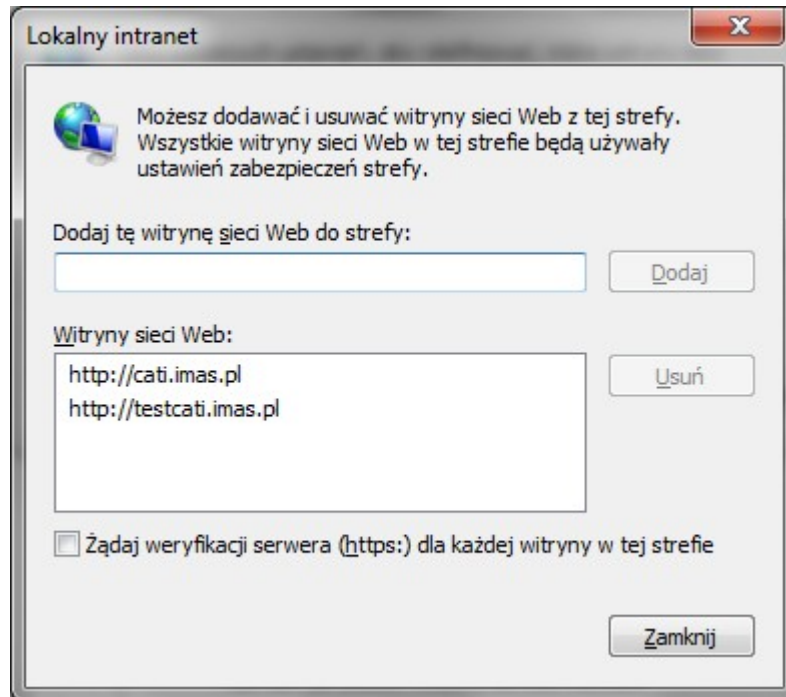 Lokalny intranet
Możesz dodawać i usuwać witryny sieci Web z tej strefy.
Wszystkie witryny sieci Web w tej strefie będą używały
ustawień zabezpieczeń strefy.
Dodaj tę witrynę sieci Web do strefy:
Dodaj
Witryny sieci Web:
http://cati.imas.pl
http://testcati.imas.pl
Usuń
Żądaj weryfikacji serwera (https:) dla każdej witryny w tej strefie
Zamknij